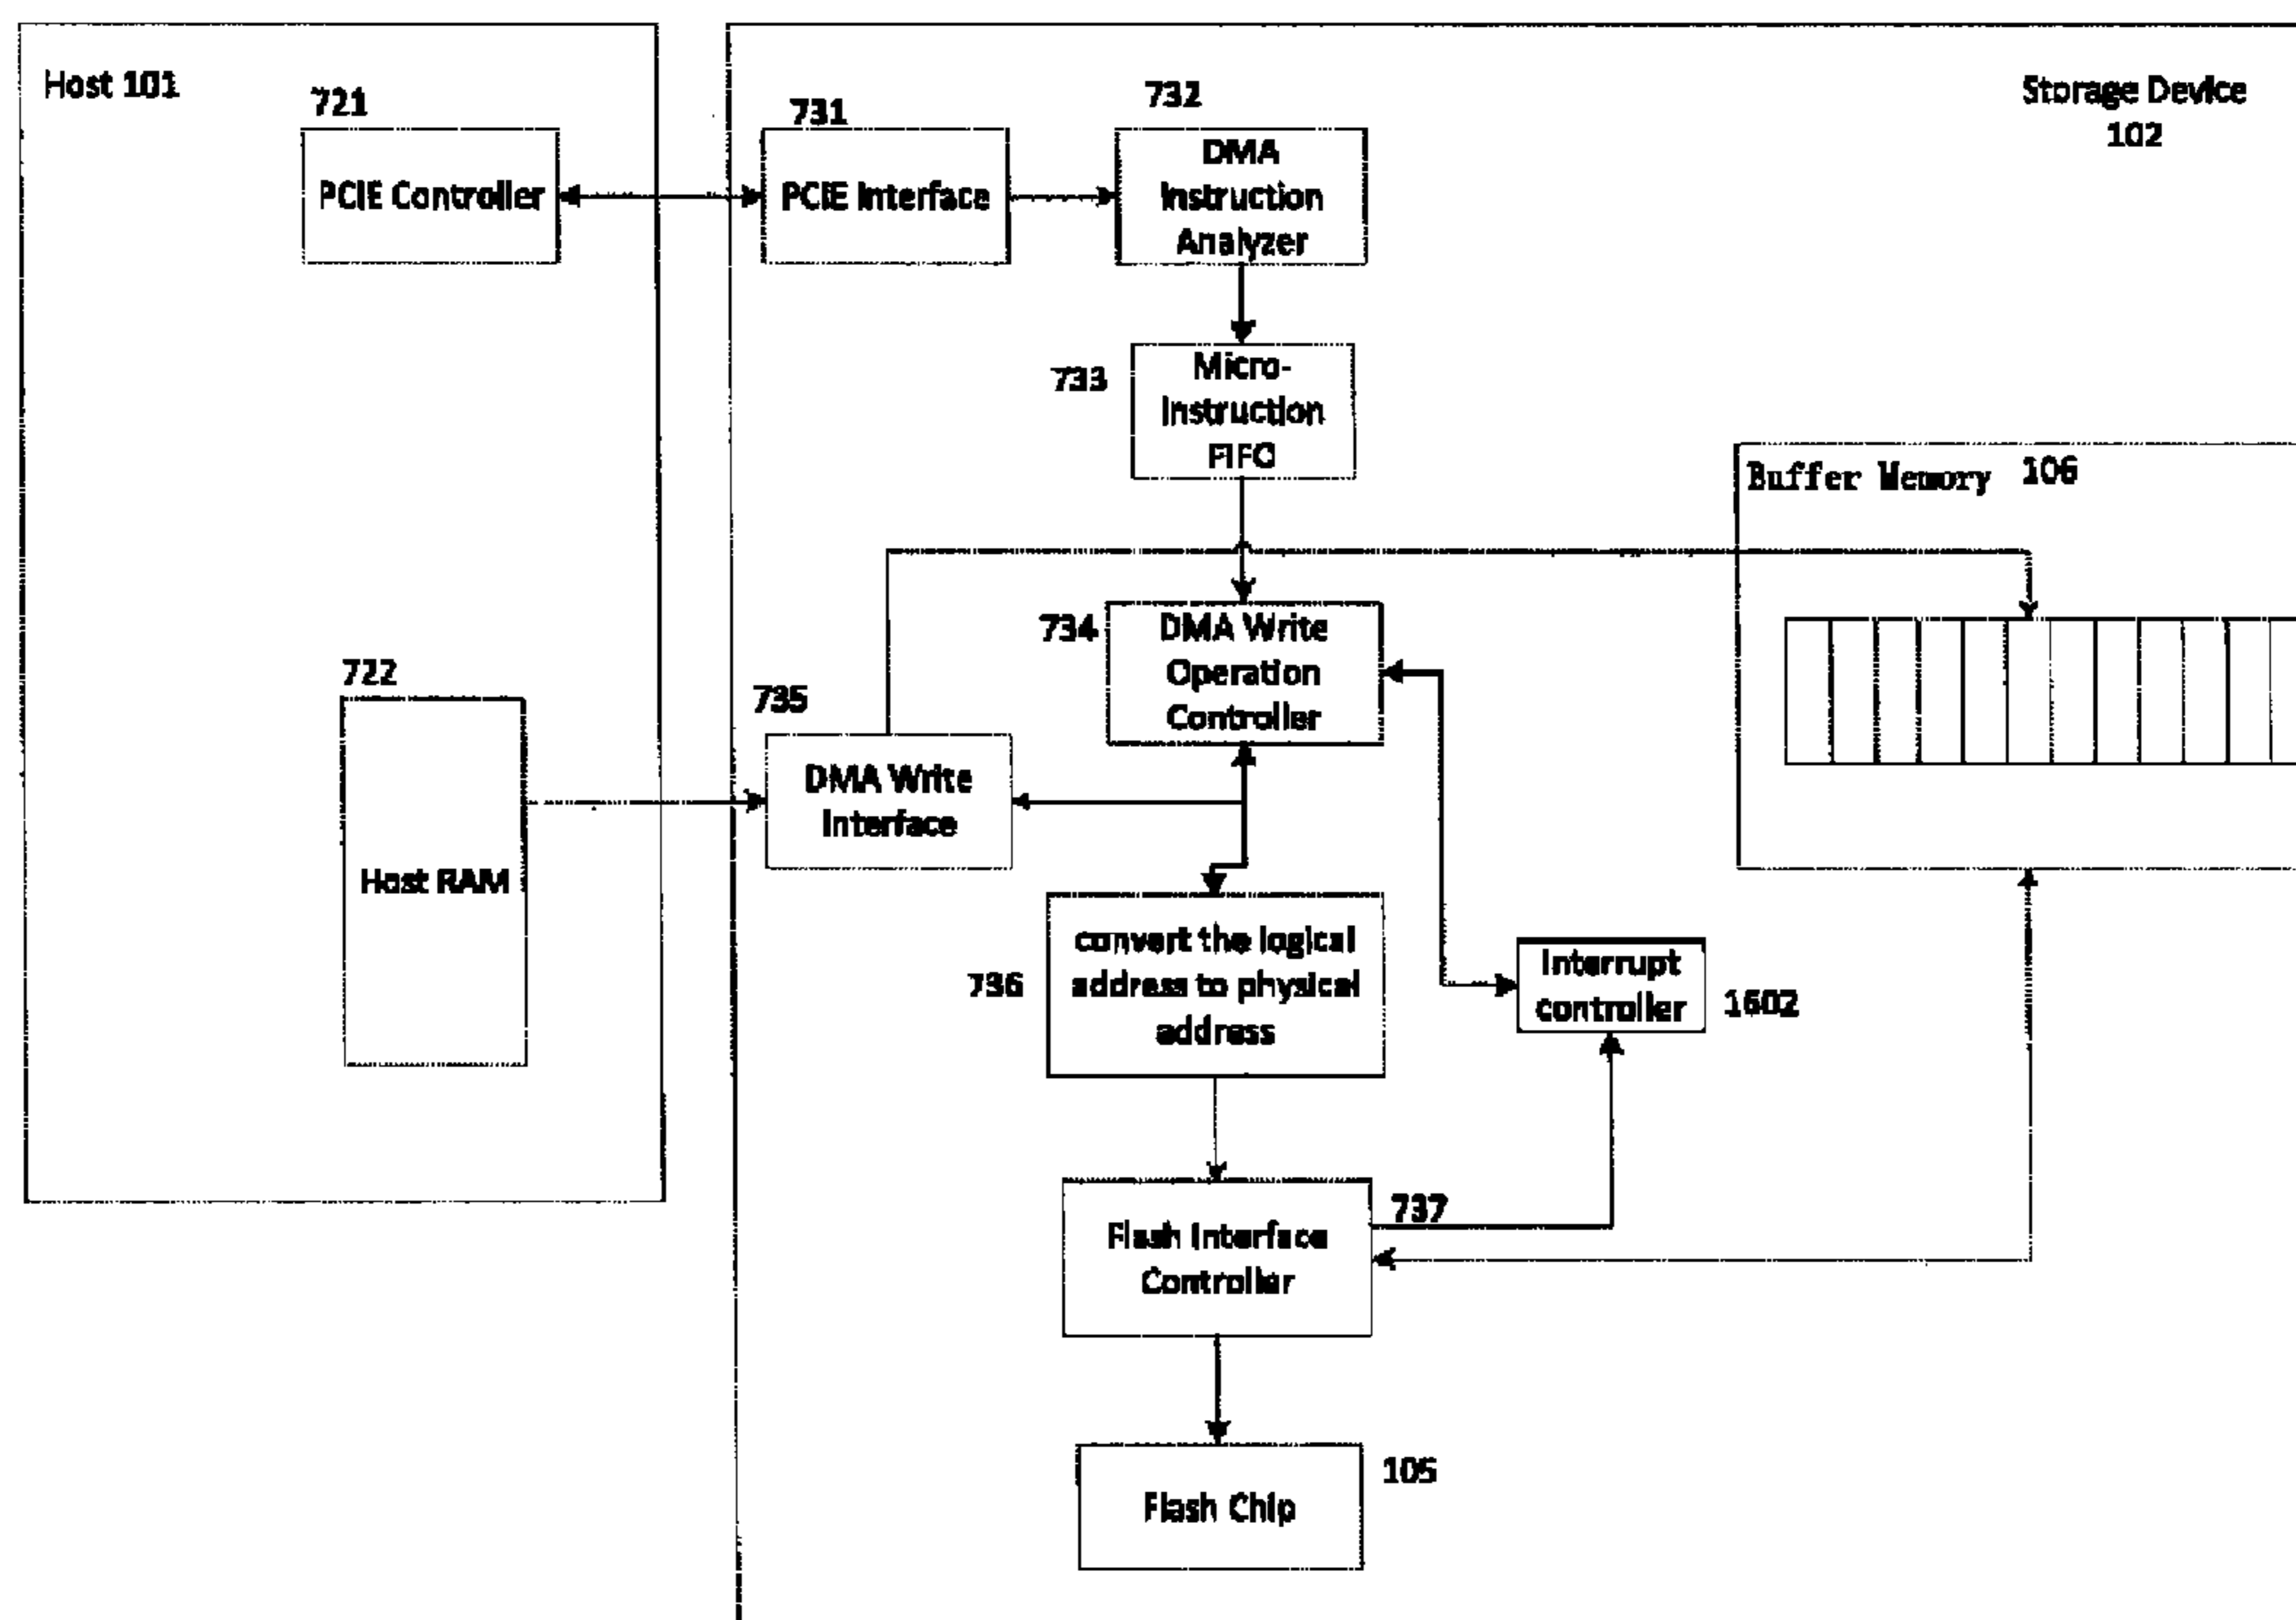 Host 101
721
PCIE Controller
731
PCIE Interface
732
DMA
Instruction
Analyzer
Storage Device
102
733
Micro-
Instruction
FIFO
Buffer Memory 106
734
DMA Write
Operation
Controller
722
Host RAM
735
DMA Write
Interface
736
convert the logical
address to physical
address
Interrupt
controller
1602
737
Flash Interface
Controller
105
Flash Chip